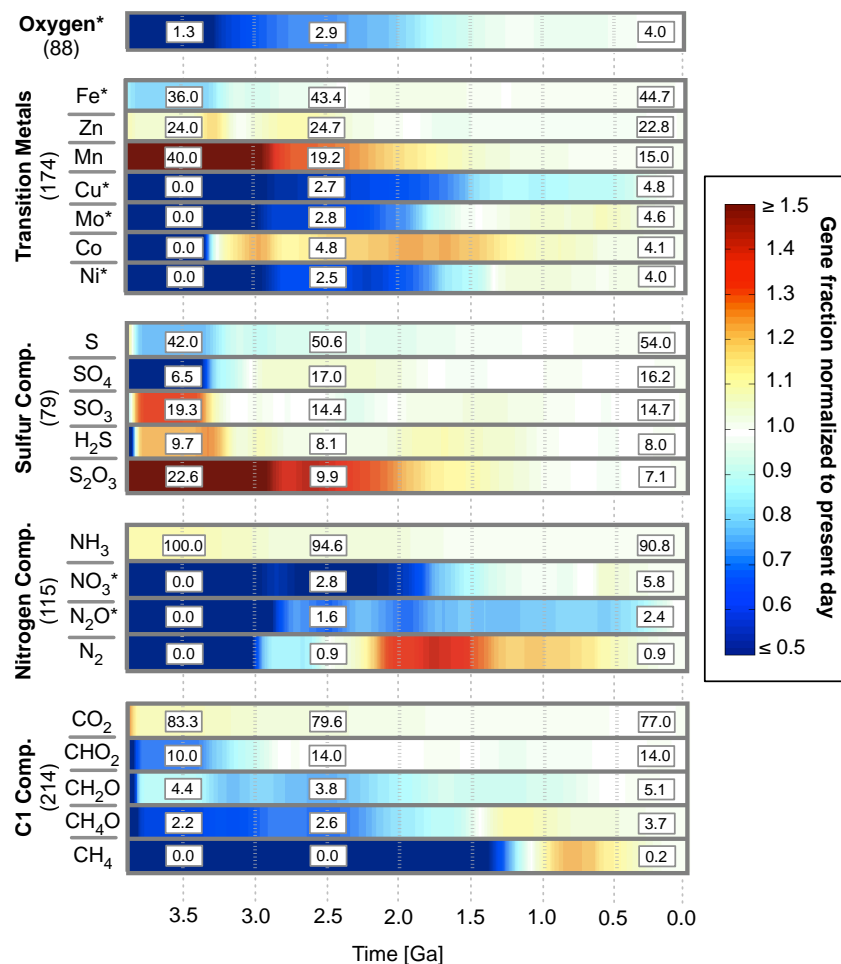 Oxygen* 1.3 2.9 4.0
(88)
Transition Metals
(174)
Fe* 36.0 43.4 44.7
Zn 24.0 24.7 22.8
Mn 40.0 19.2 15.0
Cu* 0.0 2.7 4.8
Mo* 0.0 2.8 4.6
Co 0.0 4.8 4.1
Ni* 0.0 2.5 4.0
Sulfur Comp.
(79)
S 42.0 50.6 54.0
SO4 6.5 17.0 16.2
SO3 19.3 14.4 14.7
H2S 9.7 8.1 8.0
S2O3 22.6 9.9 7.1
Nitrogen Comp.
(115)
NH3 100.0 94.6 90.8
NO3* 0.0 2.8 5.8
N2O* 0.0 1.6 2.4
N2 0.0 0.9 0.9
C1 Comp.
(214)
CO2 83.3 79.6 77.0
CHO2 10.0 14.0 14.0
CH2O 4.4 3.8 5.1
CH4O 2.2 2.6 3.7
CH4 0.0 0.0 0.2
3.5 3.0 2.5 2.0 1.5 1.0 0.5 0.0
Time [Ga]
≥ 1.5
1.4
1.3
1.2
1.1
1.0
0.9
0.8
0.7
0.6
≤ 0.5
Gene fraction normalized to present day